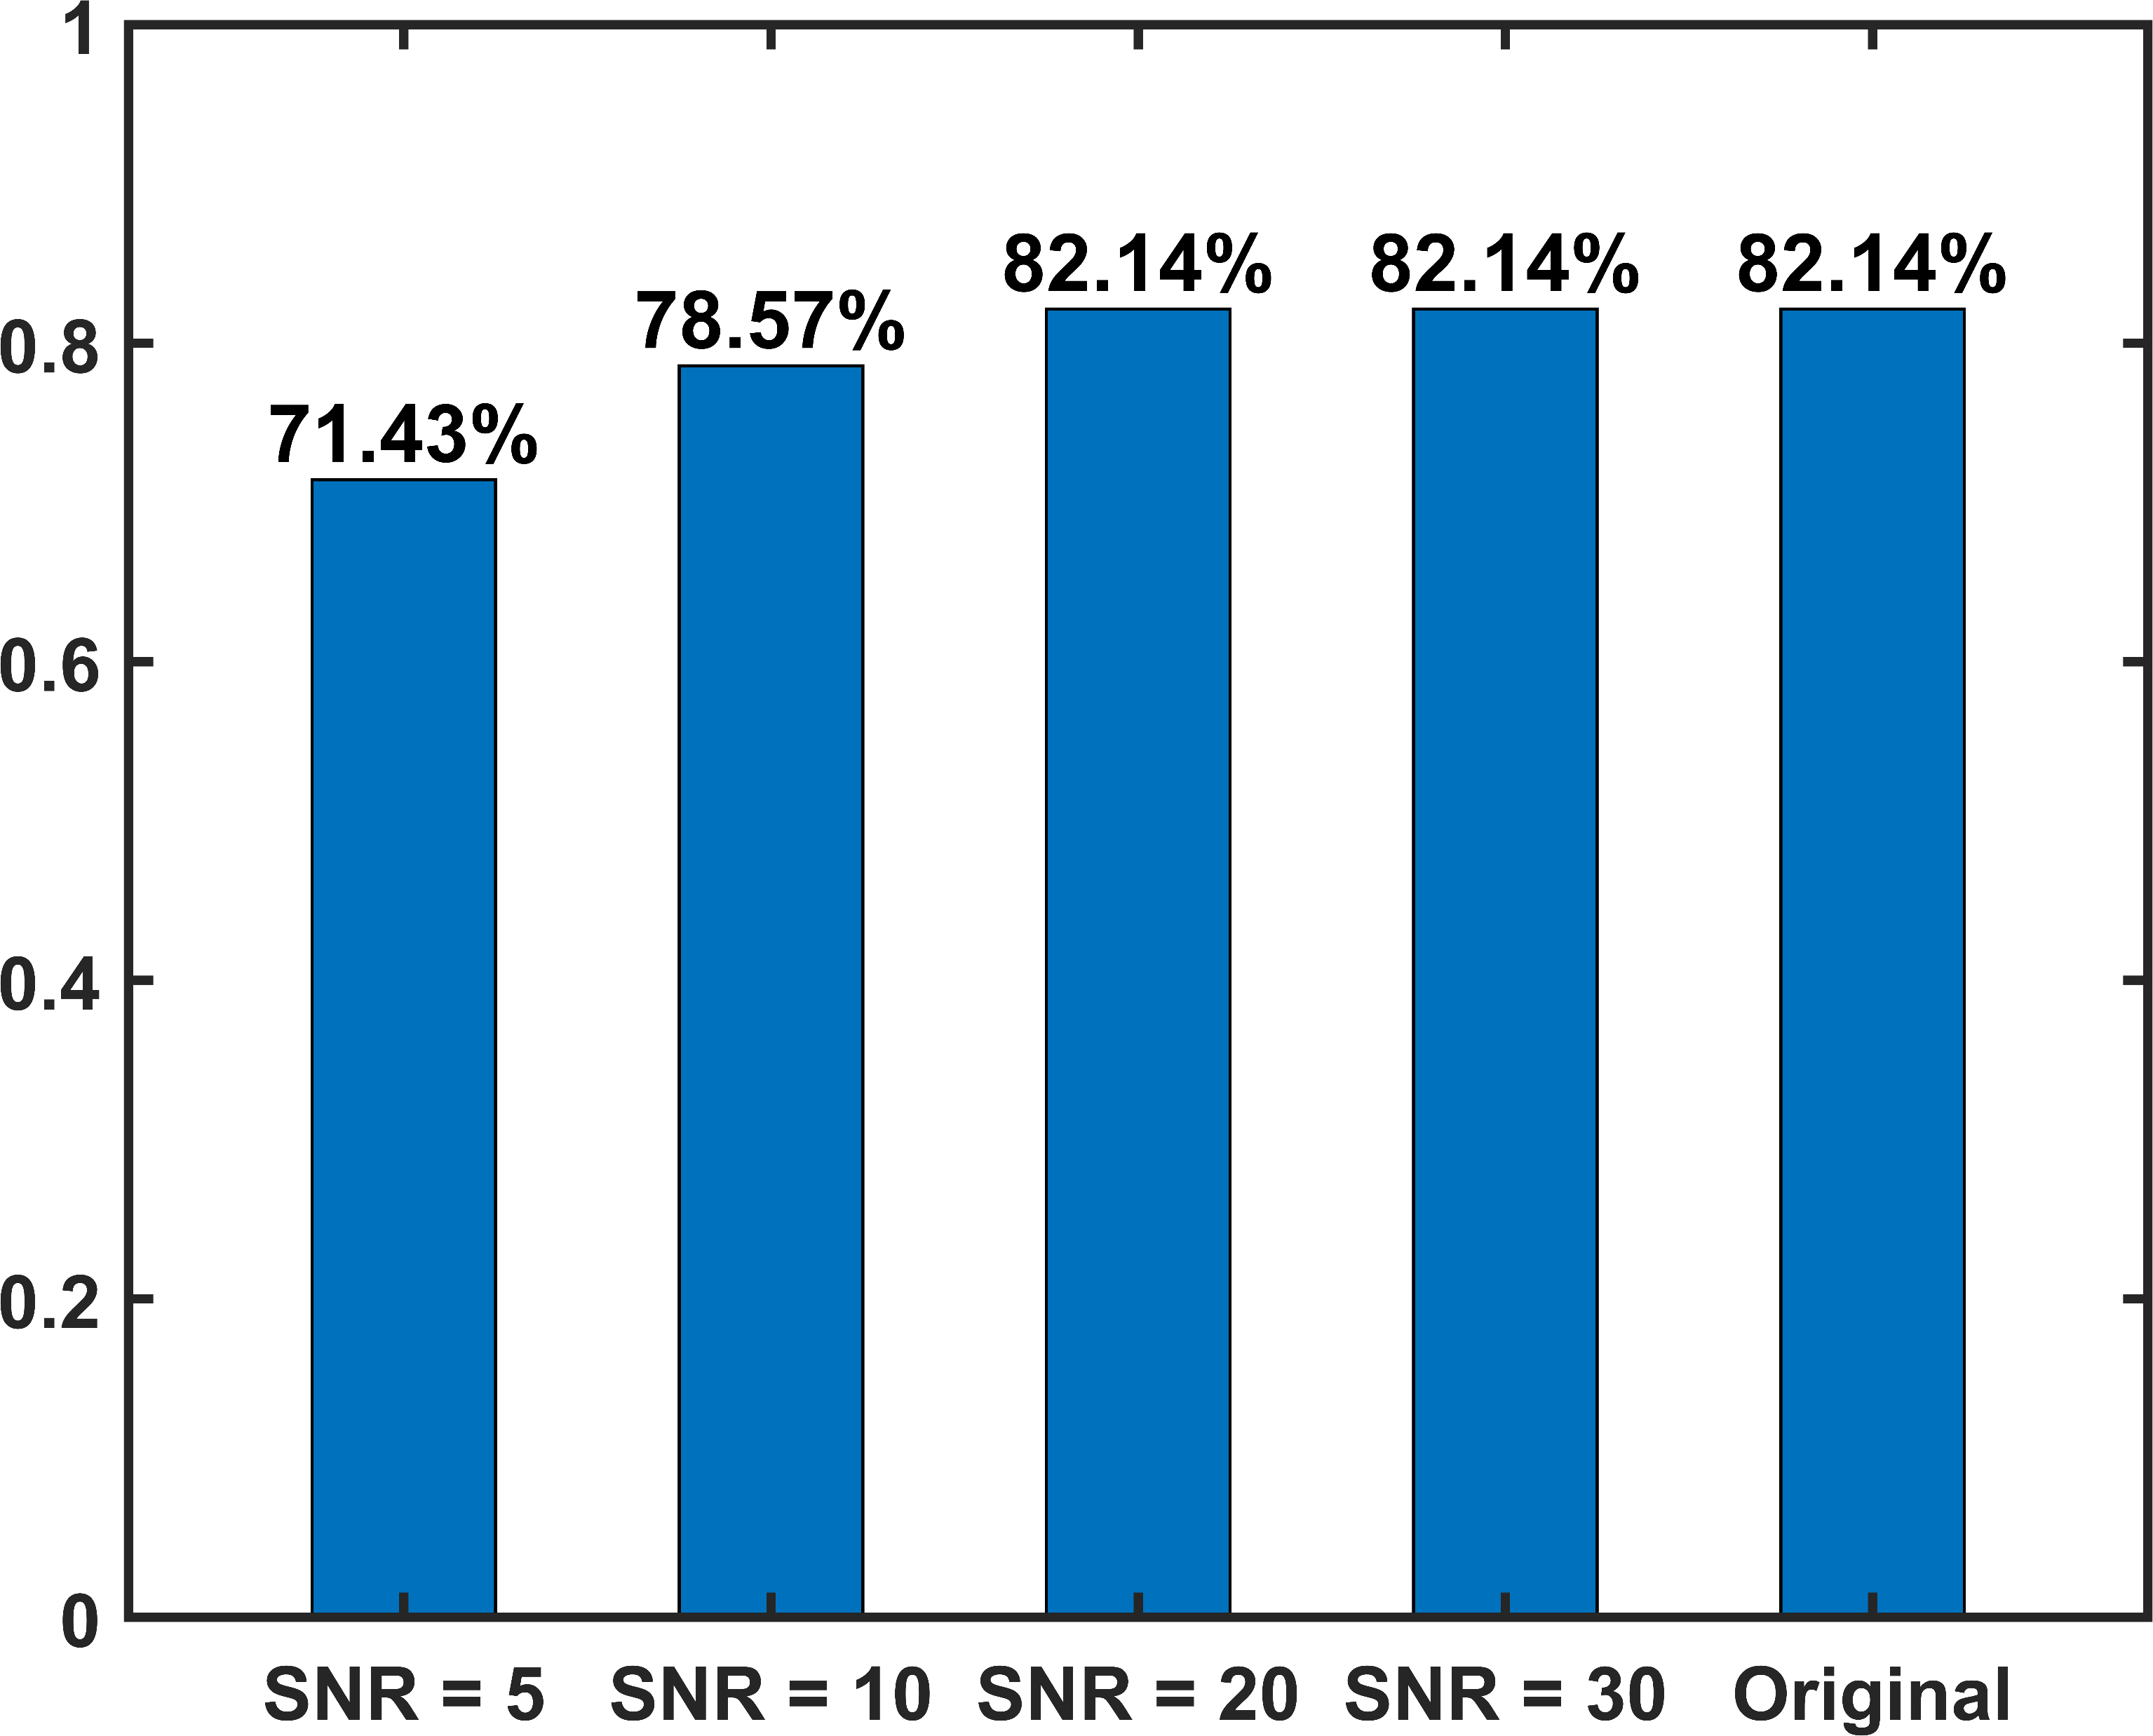 1
0.8
0.6
0.4
0.2
0
71.43%
78.57%
82.14%
82.14%
82.14%
SNR = 5
SNR = 10
SNR = 20
SNR = 30
Original